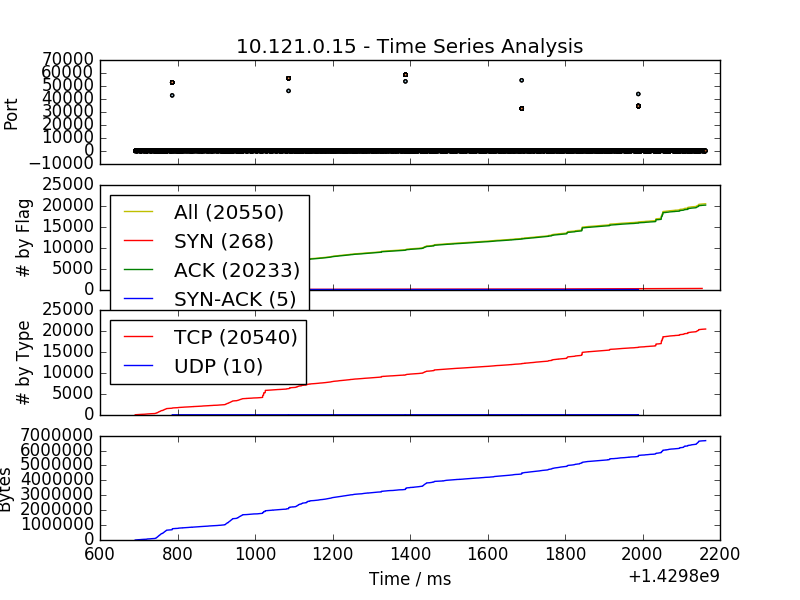 10.121.0.15 - Time Series Analysis
70000
60000
50000
40000
30000
20000
10000
0
−10000
Port
25000
20000
15000
10000
5000
0
# by Flag
All (20550)
SYN (268)
ACK (20233)
SYN-ACK (5)
25000
20000
15000
10000
5000
0
# by Type
TCP (20540)
UDP (10)
7000000
6000000
5000000
4000000
3000000
2000000
1000000
0
Bytes
600 800 1000 1200 1400 1600 1800 2000 2200
Time / ms
+1.4298e9